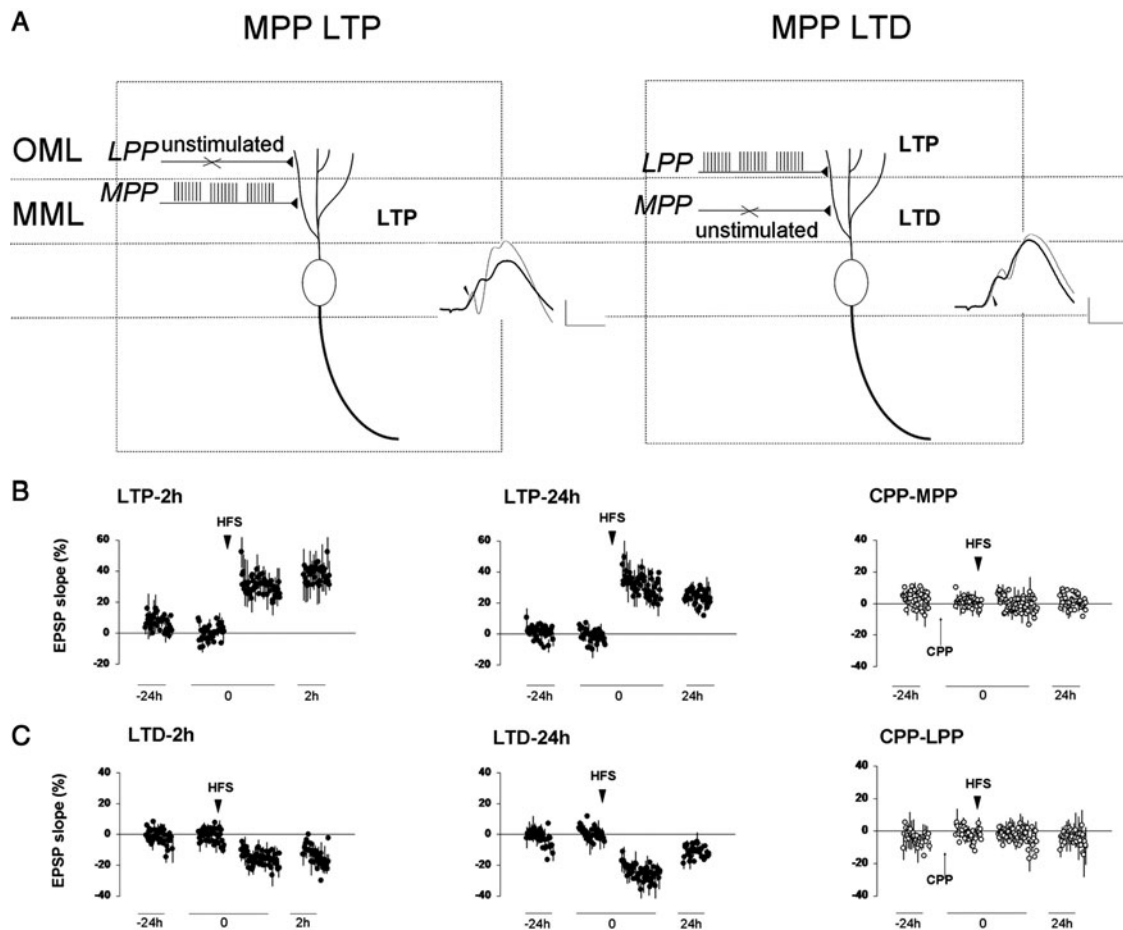 A
MPP LTP
MPP LTD
OML
LPP
unstimulated
MPP
MML
LTP
LPP
LTP
MPP
unstimulated
LTD
B
LTP-2h
HFS
EPSP slope (%)
60
40
20
0
-20
-24h
0
2h
LTP-24h
HFS
60
40
20
0
-20
-24h
0
24h
CPP-MPP
HFS
40
20
0
-20
-40
CPP
-24h
0
24h
C
LTD-2h
HFS
EPSP slope (%)
40
20
0
-20
-40
-24h
0
2h
LTD-24h
HFS
40
20
0
-20
-40
-24h
0
24h
CPP-LPP
HFS
40
20
0
-20
-40
CPP
-24h
0
24h